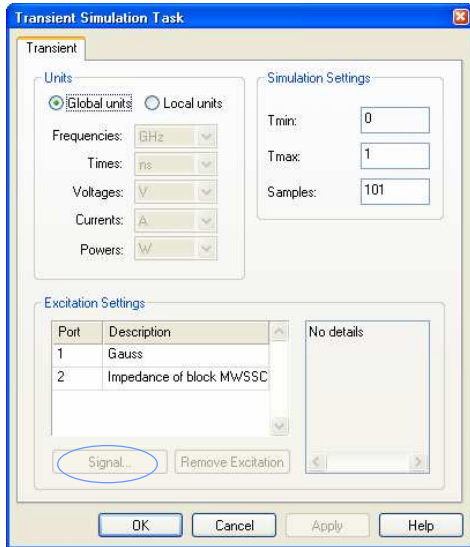 Transient Simulation Task
Transient
Units
Global units Local units
Frequencies: GHz
Times: ns
Voltages: V
Currents: A
Powers: W
Simulation Settings
Tmin: 0
Tmax: 1
Samples: 101
Excitation Settings
Port Description
1 Gauss
2 Impedance of block MWSSC
No details
Signal... Remove Excitation
OK Cancel Apply Help